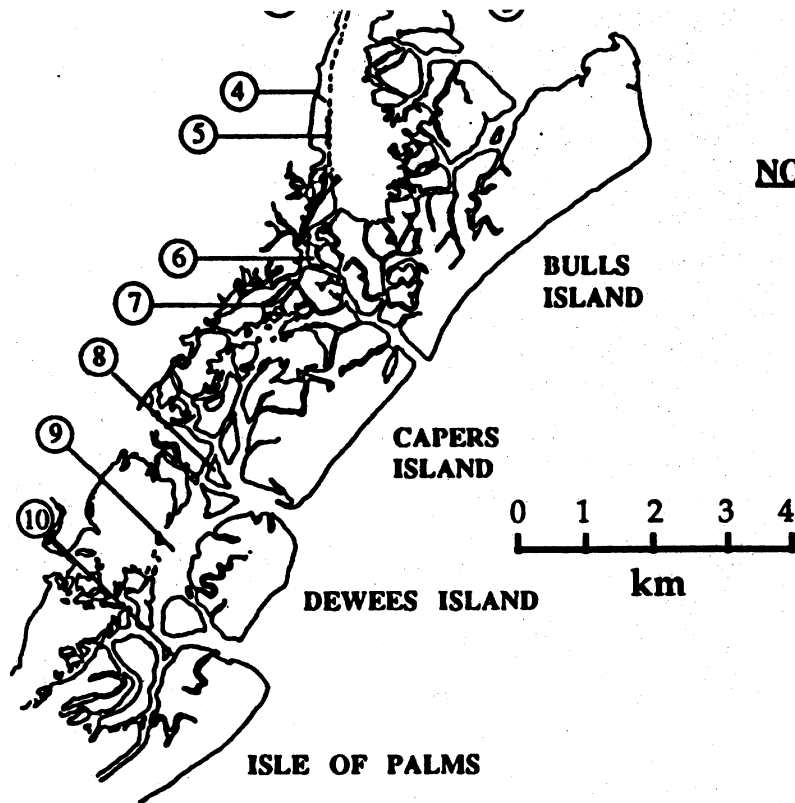 4
5
NO
6
BULLS
ISLAND
7
8
CAPERS
ISLAND
9
10
0 1 2 3 4
km
DEWEES ISLAND
ISLE OF PALMS